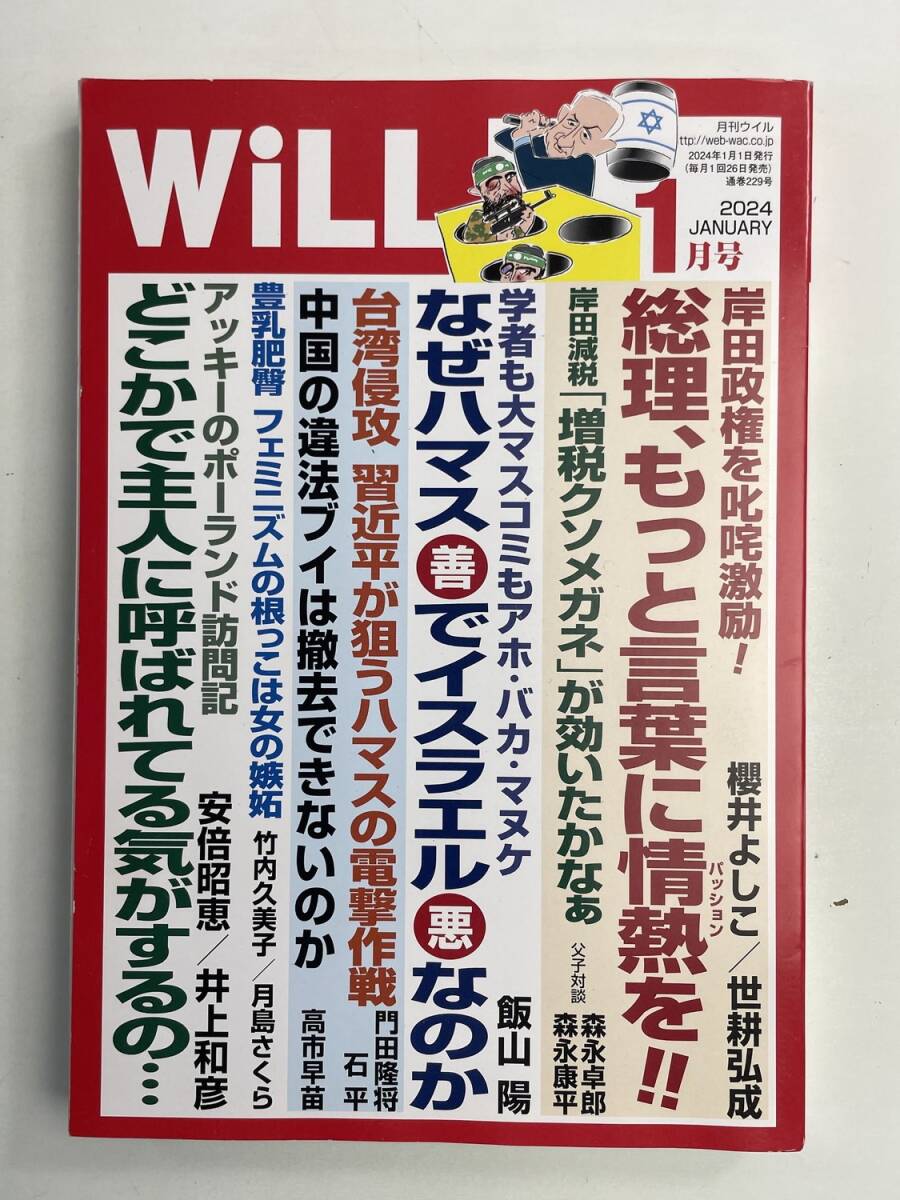 WiLL
月刊ウイル
ttp://web-wac.co.jp
2024年1月1日発行
(毎月1回26日発売)
通巻229号
1
2024
JANUARY
月号
岸田政権を叱咤激励!
櫻井よしこ/世耕弘成
総理、もっと言葉に情熱を!!
パッション
岸田減税「増税クソメガネ」が効いたかなぁ
父子対談
森永卓郎
森永康平
学者も大マスコミもアホ・バカ・マヌケ
飯山 陽
なぜハマス善でイスラエル悪なのか
台湾侵攻 習近平が狙うハマスの電撃作戦
門田隆将
石 平
中国の違法ブイは撤去できないのか
高市早苗
豊乳肥臀 フェミニズムの根っこは女の嫉妬
竹内久美子/月島さくら
アッキーのポーランド訪問記
安倍昭恵/井上和彦
どこかで主人に呼ばれてる気がするの…